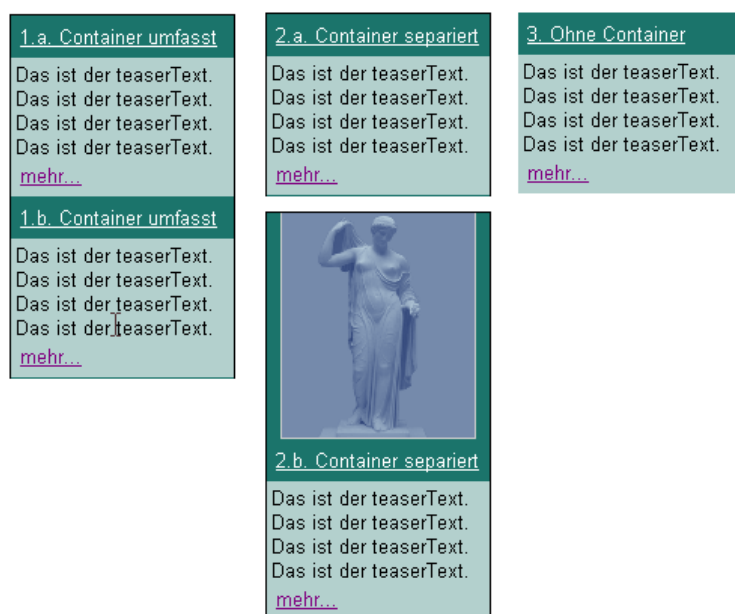 1.a. Container umfasst
Das ist der teaserText.
Das ist der teaserText.
Das ist der teaserText.
Das ist der teaserText.
mehr...
1.b. Container umfasst
Das ist der teaserText.
Das ist der teaserText.
Das ist der teaserText.
Das ist der teaserText.
mehr...
2.a. Container separiert
Das ist der teaserText.
Das ist der teaserText.
Das ist der teaserText.
Das ist der teaserText.
mehr...
2.b. Container separiert
Das ist der teaserText.
Das ist der teaserText.
Das ist der teaserText.
Das ist der teaserText.
mehr...
3. Ohne Container
Das ist der teaserText.
Das ist der teaserText.
Das ist der teaserText.
Das ist der teaserText.
mehr...